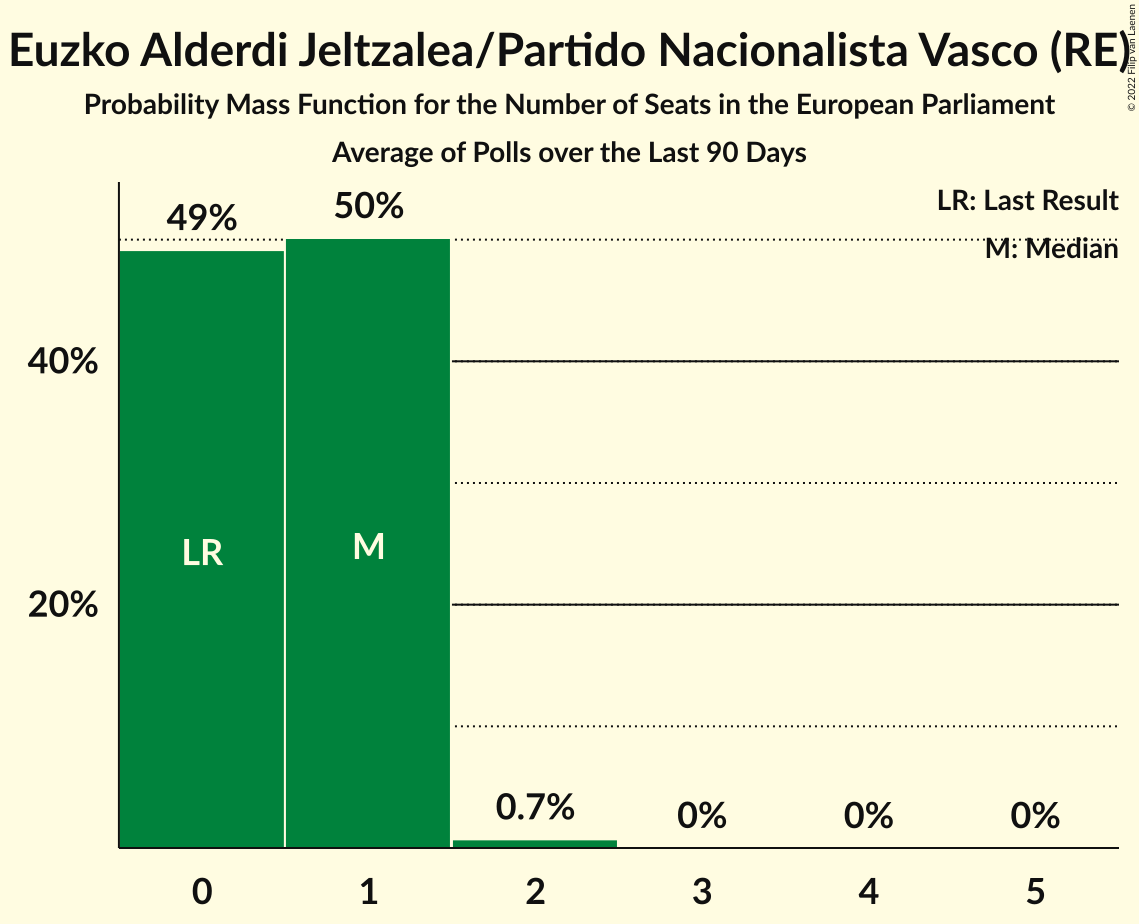 Euzko Alderdi Jeltzalea/Partido Nacionalista Vasco (RE)
© 2022 Filip van Laenen
Probability Mass Function for the Number of Seats in the European Parliament
Average of Polls over the Last 90 Days
LR: Last Result
M: Median
49%
50%
40%
LR
M
20%
0.7%
0%
0%
0%
0
1
2
3
4
5